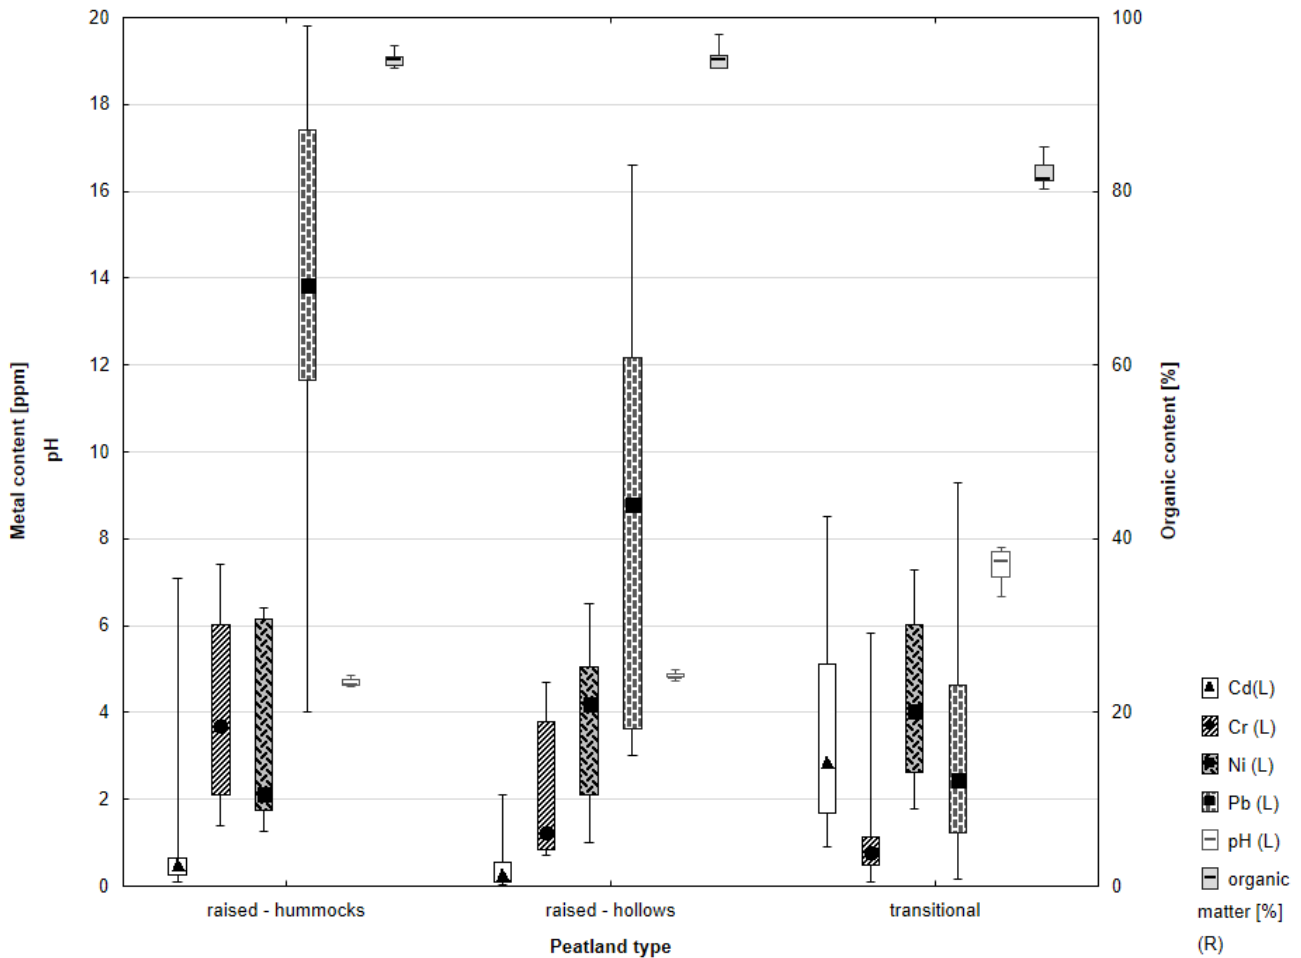 20
18
16
14
12
10
8
6
4
2
0
Metal content [ppm]
pH
100
80
60
40
20
0
Organic content [%]
raised - hummocks
raised - hollows
transitional
Peatland type
Cd(L)
Cr (L)
Ni (L)
Pb (L)
pH (L)
organic
matter [%]
(R)